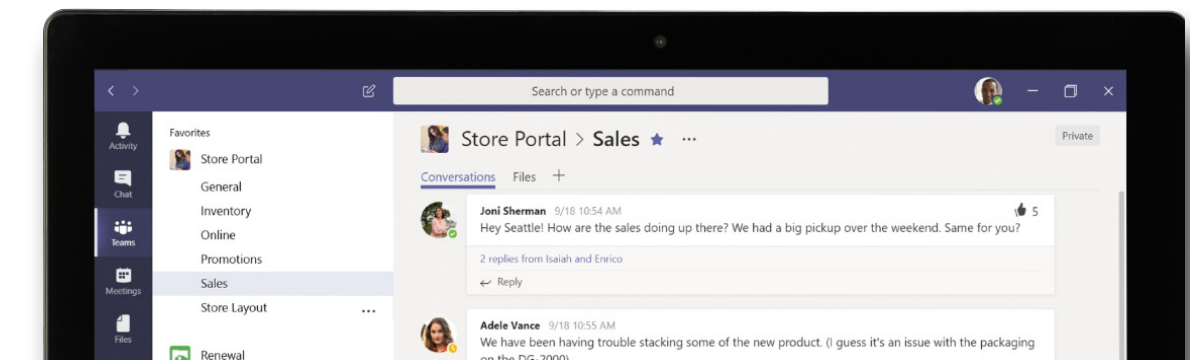 Search or type a command
Activity
Chat
Teams
Meetings
Files
Favorites
Store Portal
General
Inventory
Online
Promotions
Sales
Store Layout
...
Renewal
Store Portal > Sales ...
Private
Conversations Files +
Joni Sherman 9/18 10:54 AM
5
Hey Seattle! How are the sales doing up there? We had a big pickup over the weekend. Same for you?
2 replies from Isaiah and Enrico
Reply
Adele Vance 9/18 10:55 AM
We have been having trouble stacking some of the new product. (I guess it's an issue with the packaging
on the DG-2000)